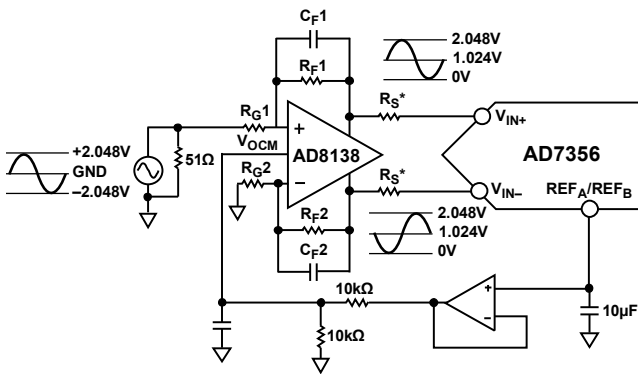 C_F1
R_F1
R_G1
V_OCM
+
AD8138
−
R_G2
R_F2
C_F2
51Ω
+2.048V
GND
–2.048V
2.048V
1.024V
0V
R_S*
R_S*
V_IN+
AD7356
V_IN–
REF_A/REF_B
2.048V
1.024V
0V
10kΩ
10kΩ
+
−
10µF